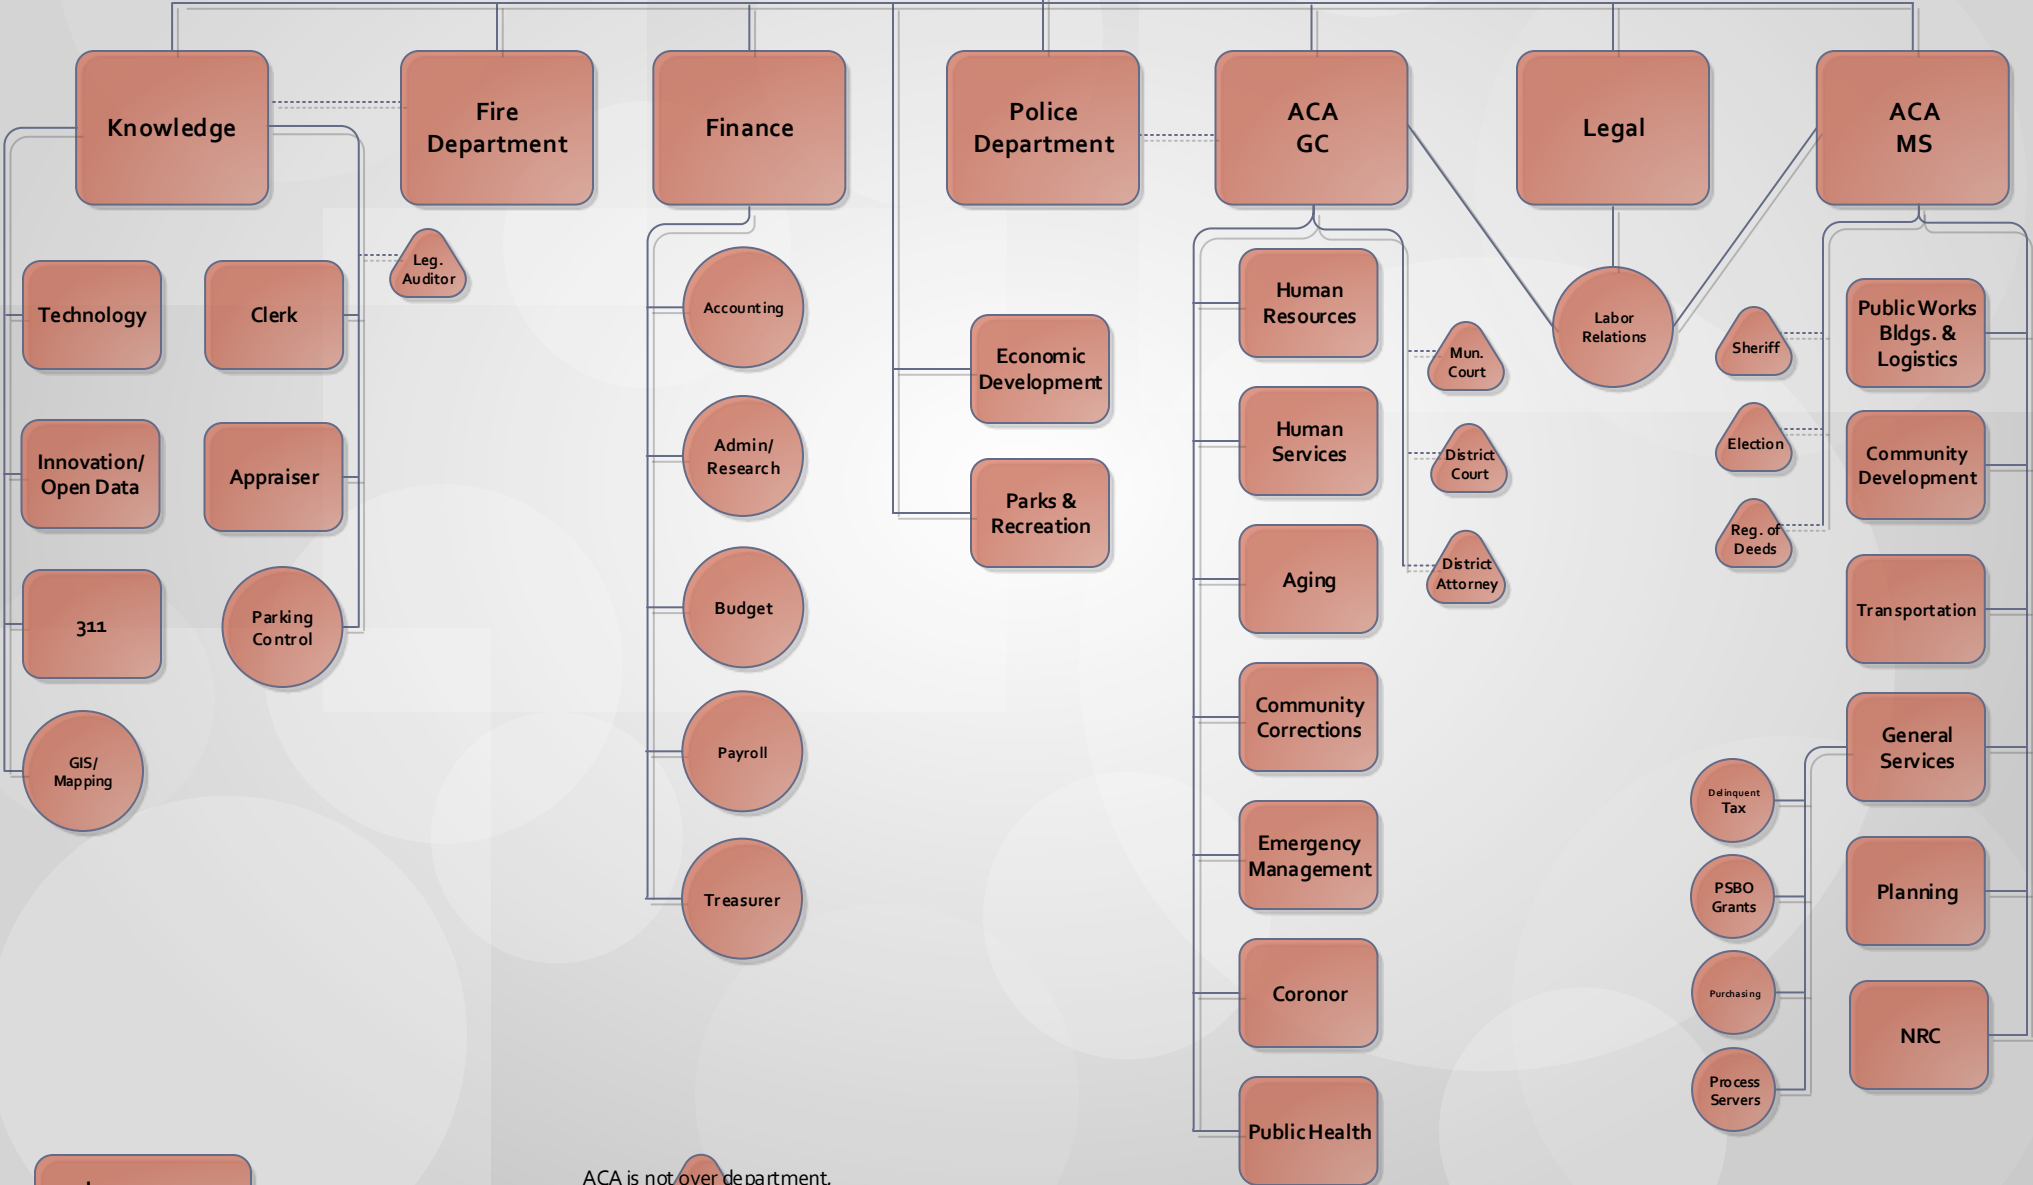 Knowledge
Fire
Department
Finance
Police
Department
ACA
GC
Legal
ACA
MS
Technology
Clerk
Leg.
Auditor
Innovation/
Open Data
Appraiser
311
Parking
Control
GIS/
Mapping
Accounting
Admin/
Research
Budget
Payroll
Treasurer
Economic
Development
Parks &
Recreation
Human
Resources
Human
Services
Aging
Community
Corrections
Emergency
Management
Coronor
Public Health
Mun.
Court
District
Court
District
Attorney
Labor
Relations
Sheriff
Election
Reg. of
Deeds
Public Works
Bldgs. &
Logistics
Community
Development
Transportation
General
Services
Planning
NRC
Delinquent
Tax
PSBO
Grants
Purchasing
Process
Servers
ACA is not over department,